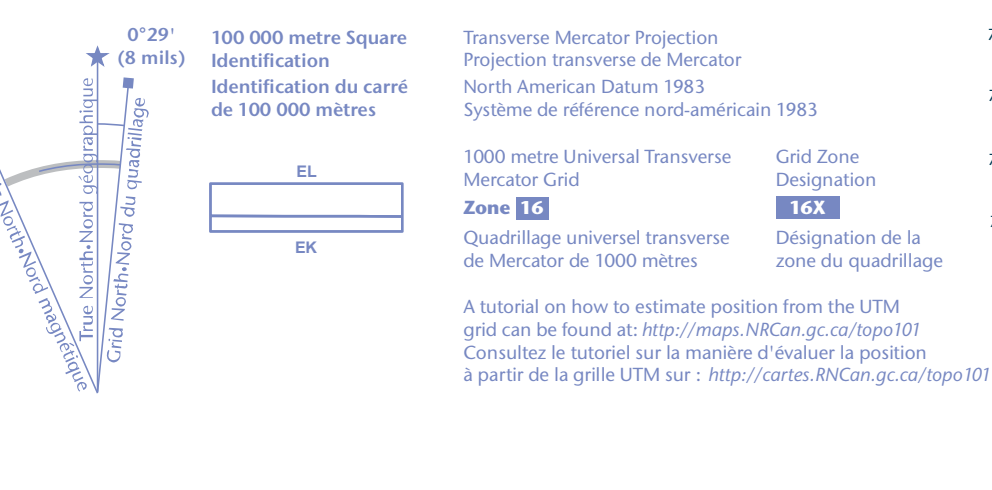 0°29'
(8 mils)
True North•Nord géographique
Grid North•Nord du quadrillage
North•Nord magnétique
100 000 metre Square
Identification
Identification du carré
de 100 000 mètres
EL
EK
Transverse Mercator Projection
Projection transverse de Mercator
North American Datum 1983
Système de référence nord-américain 1983
1000 metre Universal Transverse
Mercator Grid
Zone 16
Quadrillage universel transverse
de Mercator de 1000 mètres
Grid Zone
Designation
16X
Désignation de la
zone du quadrillage
A tutorial on how to estimate position from the UTM
grid can be found at: http://maps.NRCan.gc.ca/topo101
Consultez le tutoriel sur la manière d'évaluer la position
à partir de la grille UTM sur : http://cartes.RNCan.gc.ca/topo101